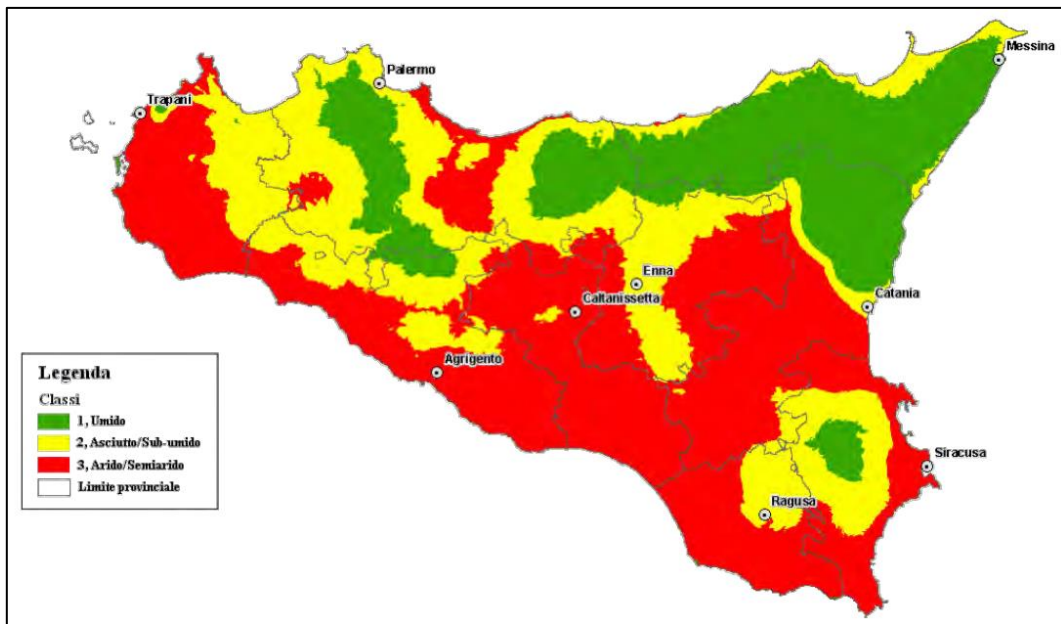 Messina
Palermo
Trapani
Enna
Caltanissetta
Catania
Agrigento
Siracusa
Ragusa
Legenda
Classi
1, Umido
2, Asciutto/Sub-umido
3, Arido/Semiarido
Limite provinciale